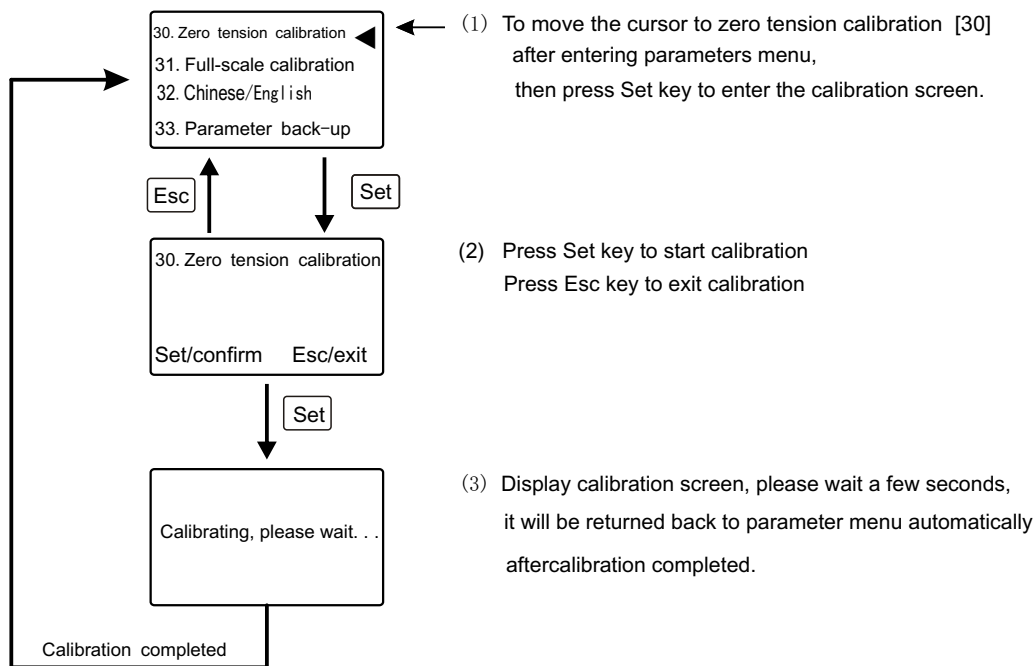 30. Zero tension calibration
(1) To move the cursor to zero tension calibration [30]
after entering parameters menu,
then press Set key to enter the calibration screen.
31. Full-scale calibration
32. Chinese/English
33. Parameter back-up
Esc
Set
30. Zero tension calibration
Set/confirm Esc/exit
(2) Press Set key to start calibration
Press Esc key to exit calibration
Set
Calibrating, please wait. . .
(3) Display calibration screen, please wait a few seconds,
it will be returned back to parameter menu automatically
aftercalibration completed.
Calibration completed